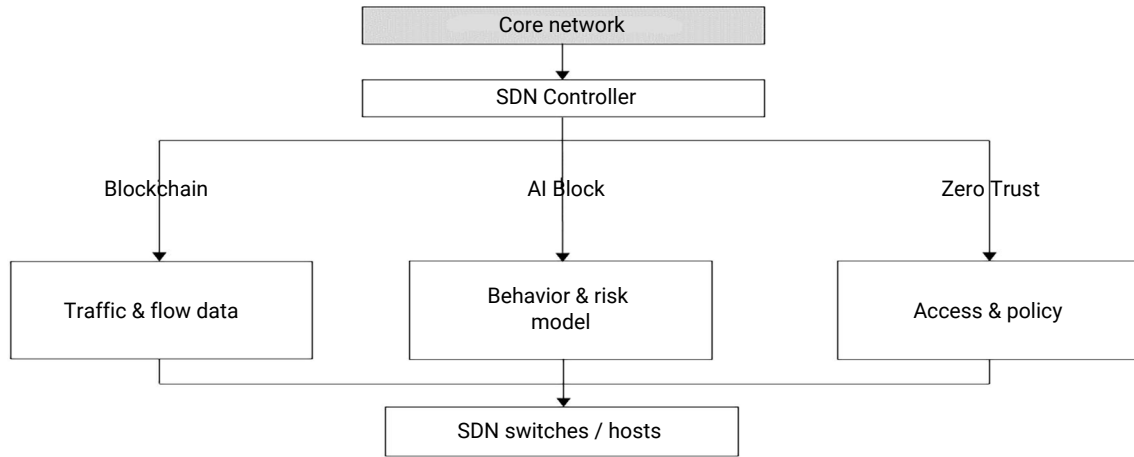 Core network
SDN Controller
Blockchain
AI Block
Zero Trust
Traffic & flow data
Behavior & risk
model
Access & policy
SDN switches / hosts